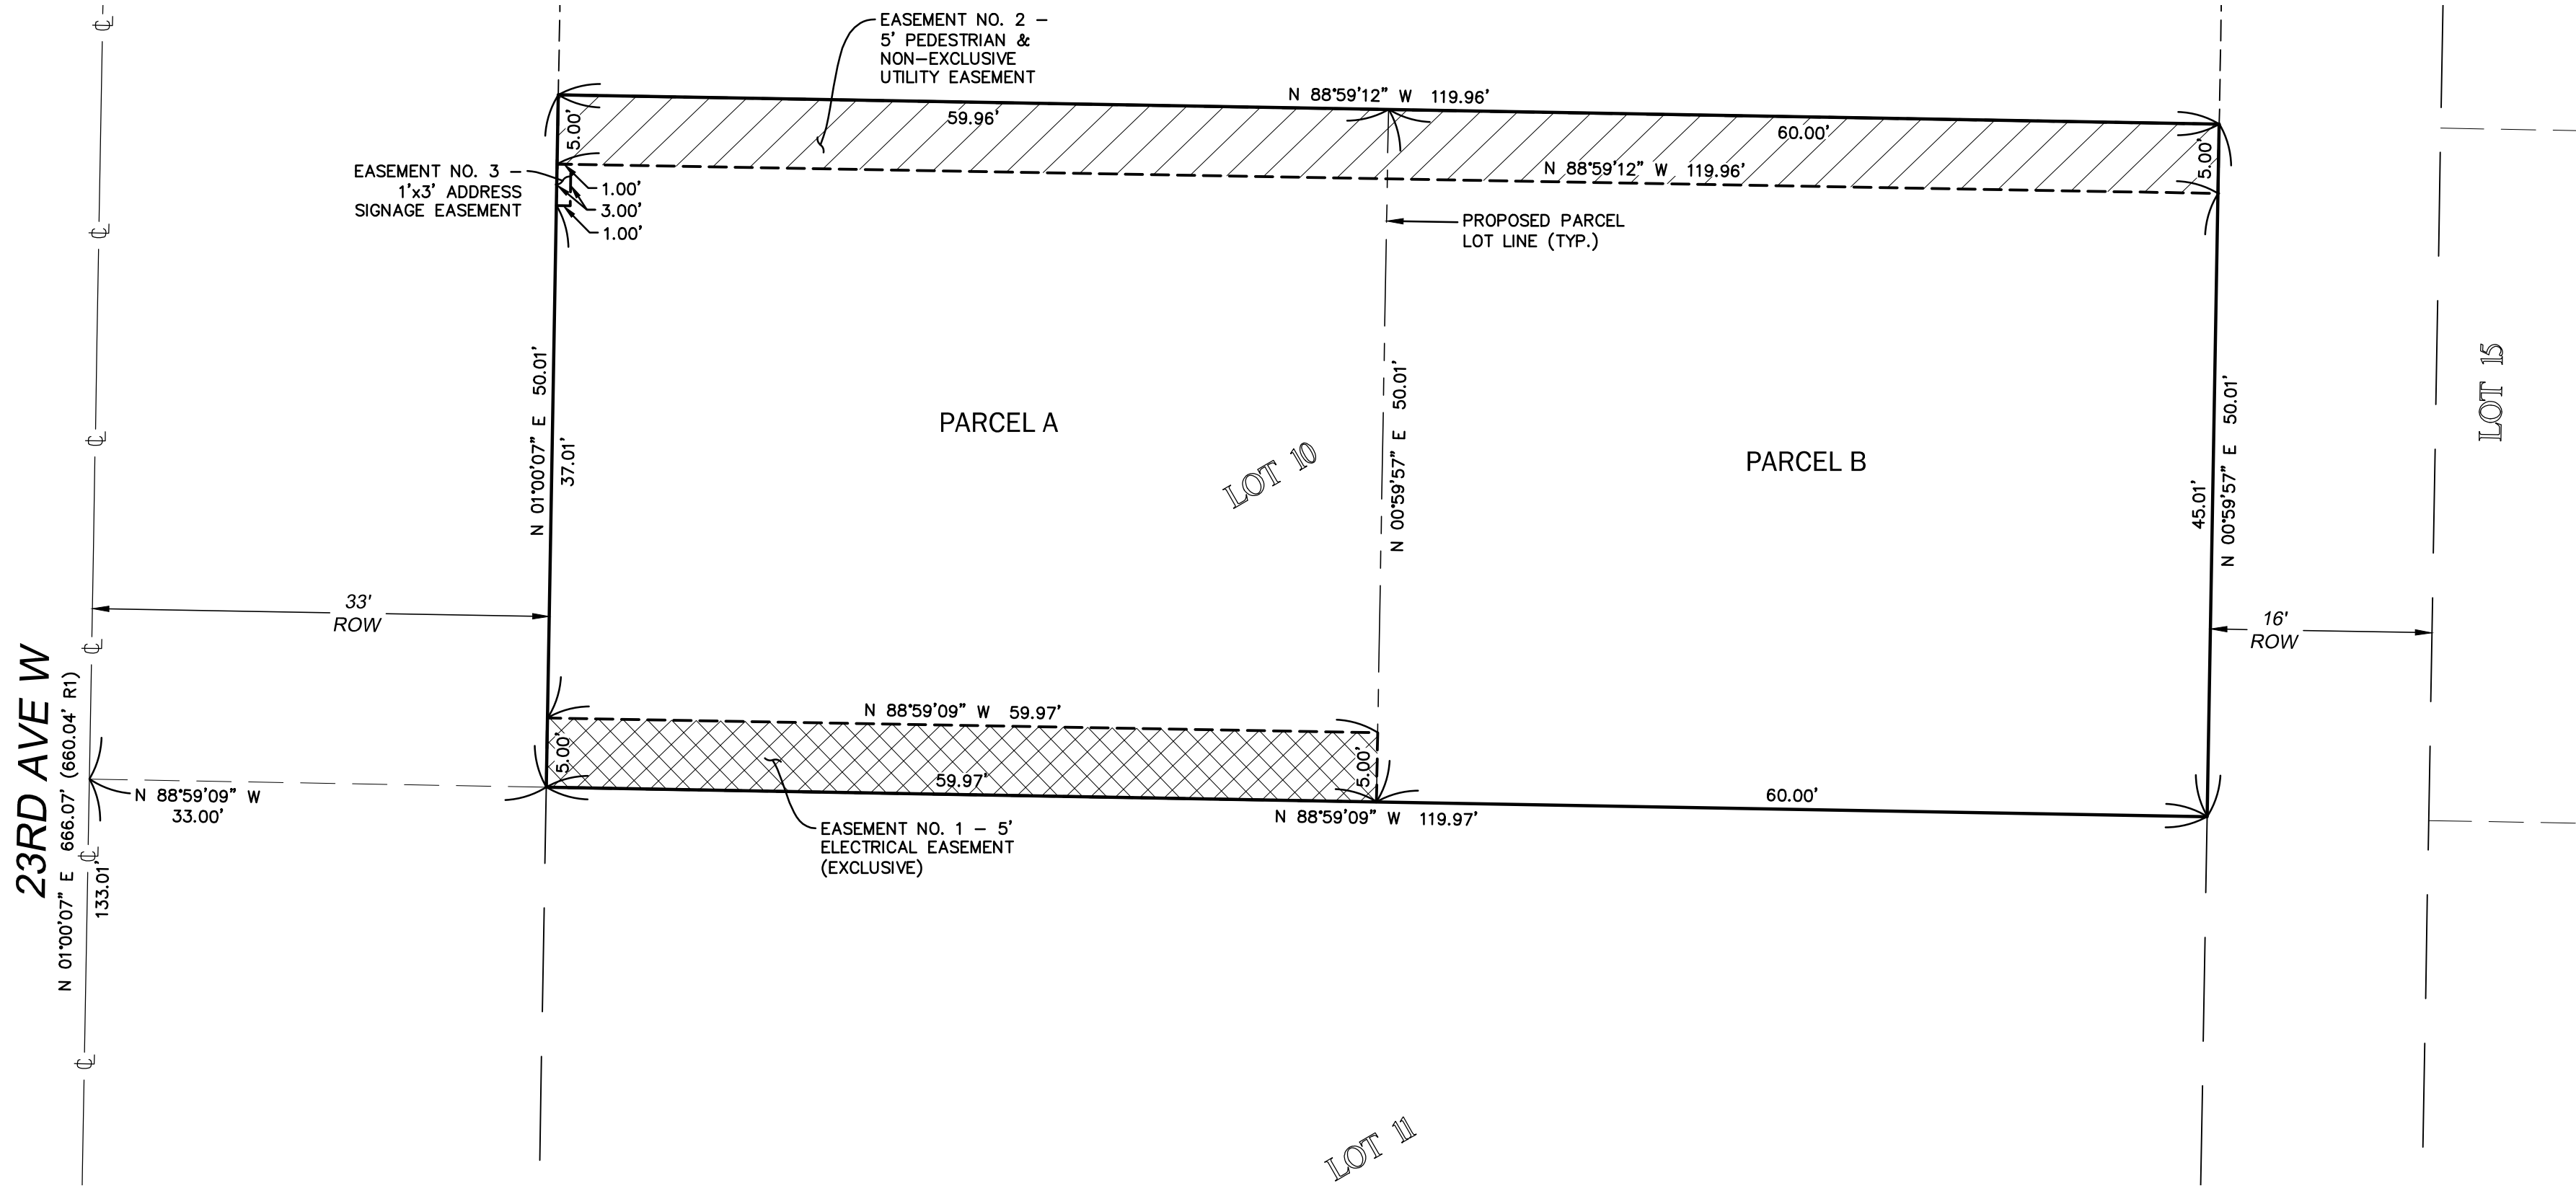 EASEMENT NO. 2 –
5' PEDESTRIAN &
NON–EXCLUSIVE
UTILITY EASEMENT
N 88°59'12" W 119.96'
59.96'
60.00'
5.00'
5.00'
N 88°59'12" W 119.96'
EASEMENT NO. 3 –
1'x3' ADDRESS
SIGNAGE EASEMENT
1.00'
3.00'
1.00'
PROPOSED PARCEL
LOT LINE (TYP.)
N 01°00'07" E 50.01'
37.01'
PARCEL A
LOT 10
N 00°59'57" E 50.01'
PARCEL B
45.01'
N 00°59'57" E 50.01'
LOT 15
33'
ROW
16'
ROW
23RD AVE W
N 01°00'07" E 666.07' (660.04' R1)
133.01'
N 88°59'09" W
33.00'
N 88°59'09" W 59.97'
5.00'
5.00'
59.97'
60.00'
N 88°59'09" W 119.97'
EASEMENT NO. 1 – 5'
ELECTRICAL EASEMENT
(EXCLUSIVE)
LOT 11